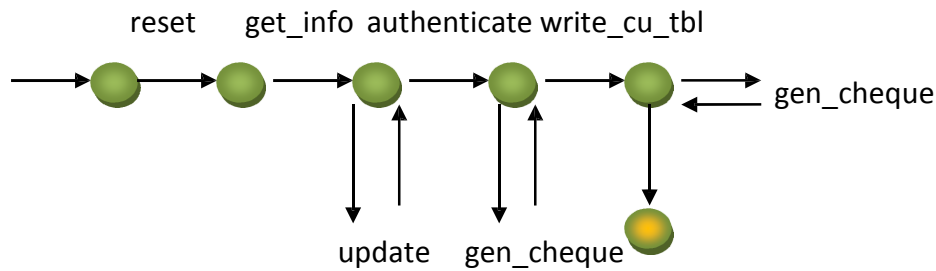 reset get_info authenticate write_cu_tbl
gen_cheque
update gen_cheque